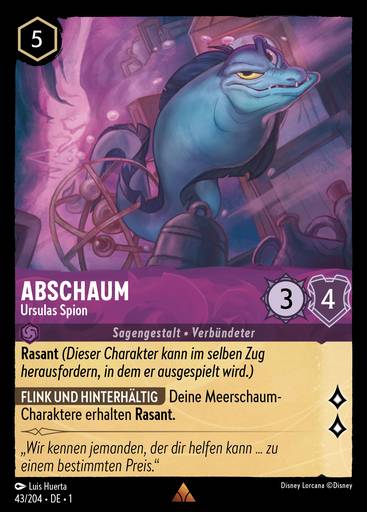 5
ABSCHAUM
Ursulas Spion
3
4
Sagengestalt • Verbündeter
Rasant (Dieser Charakter kann im selben Zug
herausfordern, in dem er ausgespielt wird.)
FLINK UND HINTERHÄLTIG Deine Meerschaum-
Charaktere erhalten Rasant.
„Wir kennen jemanden, der dir helfen kann ... zu
einem bestimmten Preis.“
Luis Huerta
Disney Lorcana ©Disney
43/204 • DE • 1